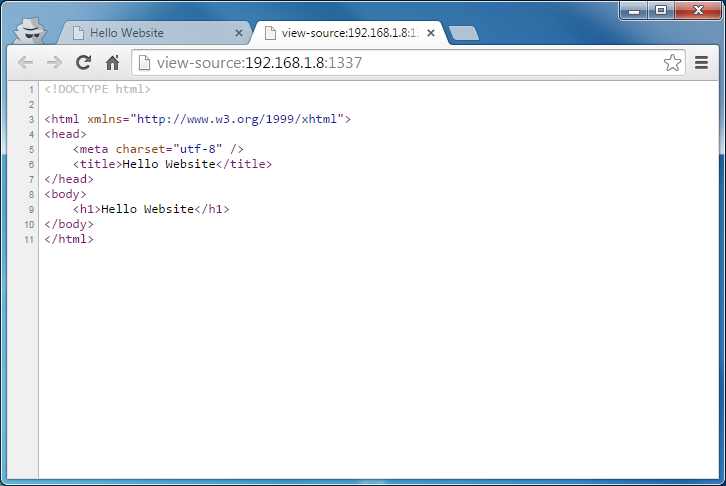 Hello Website
view-source:192.168.1.8:13
view-source:192.168.1.8:1337
1 <!DOCTYPE html>
2
3 <html xmlns="http://www.w3.org/1999/xhtml">
4 <head>
5     <meta charset="utf-8" />
6     <title>Hello Website</title>
7 </head>
8 <body>
9     <h1>Hello Website</h1>
10 </body>
11 </html>